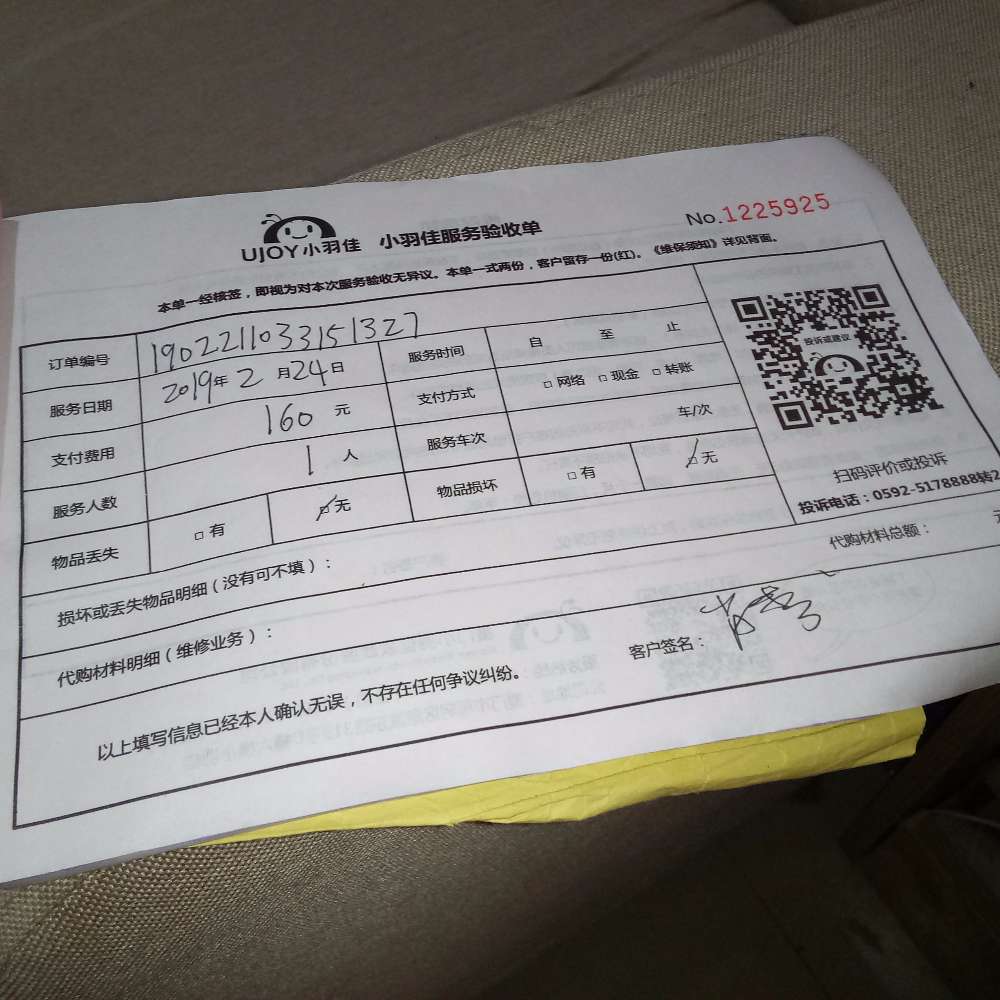 UJOY小羽佳 小羽佳服务验收单 No.1225925
本单一经核签，即视为对本次服务验收无异议。本单一式两份，客户留存一份(红)。《维保须知》详见背面。
订单编号 1902211033151327
服务日期 2019年2月24日 服务时间 自 至 止
支付费用 160元 支付方式 □网络 □现金 □转账
服务人数 1人 服务车次 车/次
物品丢失 □有 □无 物品损坏 □有 □无
投诉或建议
扫码评价或投诉
投诉电话：0592-5178888转2
损坏或丢失物品明细(没有可不填)：
代购材料明细(维修业务)： 代购材料总额： 元
以上填写信息已经本人确认无误，不存在任何争议纠纷。 客户签名：